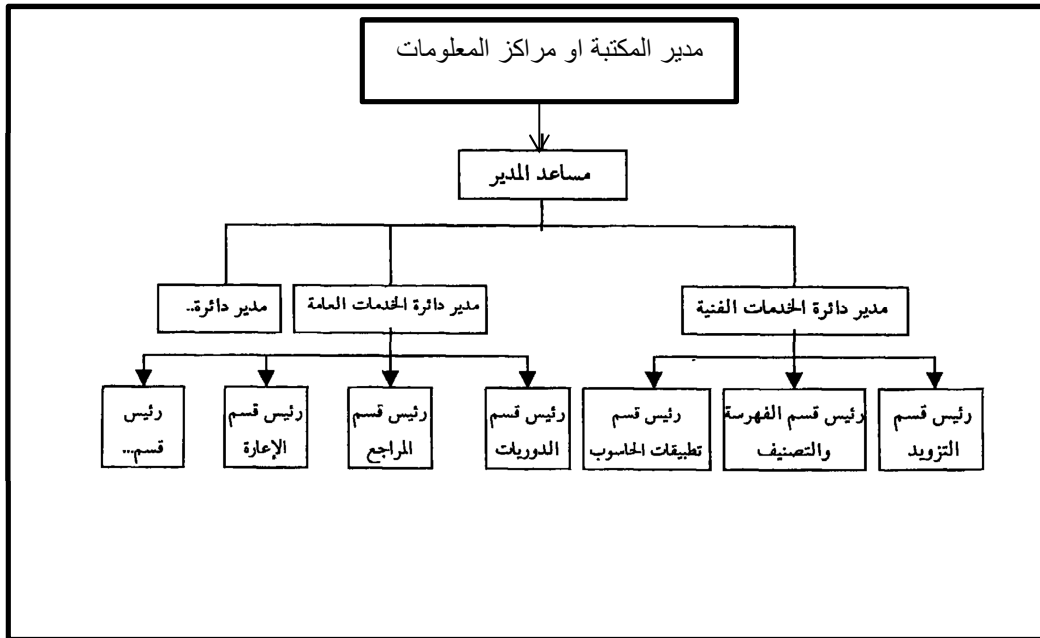 مدير المكتبة او مراكز المعلومات
مساعد المدير
مدير دائرة الخدمات الفنية
مدير دائرة الخدمات العامة
مدير دائرة..
رئيس قسم
التزويد
رئيس قسم الفهرسة
والتصنيف
رئيس قسم
تطبيقات الحاسوب
رئيس قسم
الدوريات
رئيس قسم
المراجع
رئيس قسم
الإعارة
رئيس
قسم...